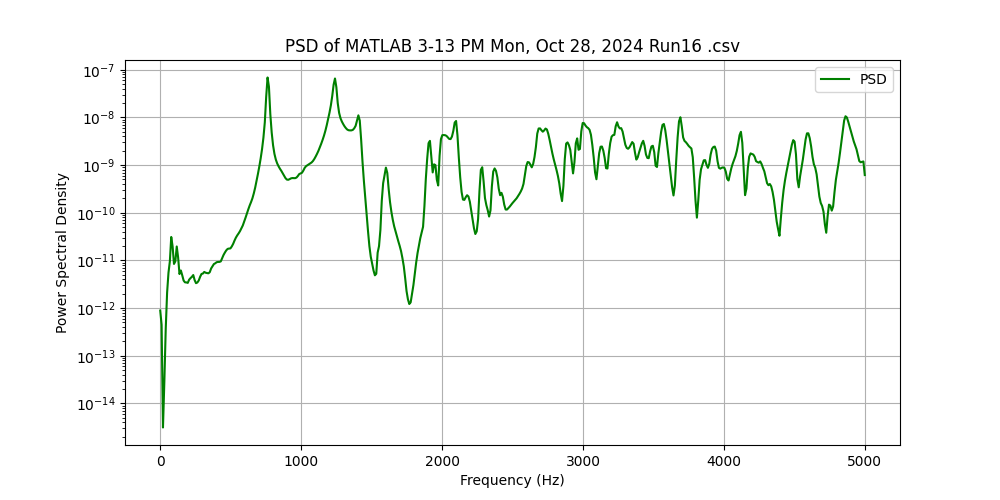 PSD of MATLAB 3-13 PM Mon, Oct 28, 2024 Run16 .csv
PSD
Power Spectral Density
10⁻⁷
10⁻⁸
10⁻⁹
10⁻¹⁰
10⁻¹¹
10⁻¹²
10⁻¹³
10⁻¹⁴
0 1000 2000 3000 4000 5000
Frequency (Hz)